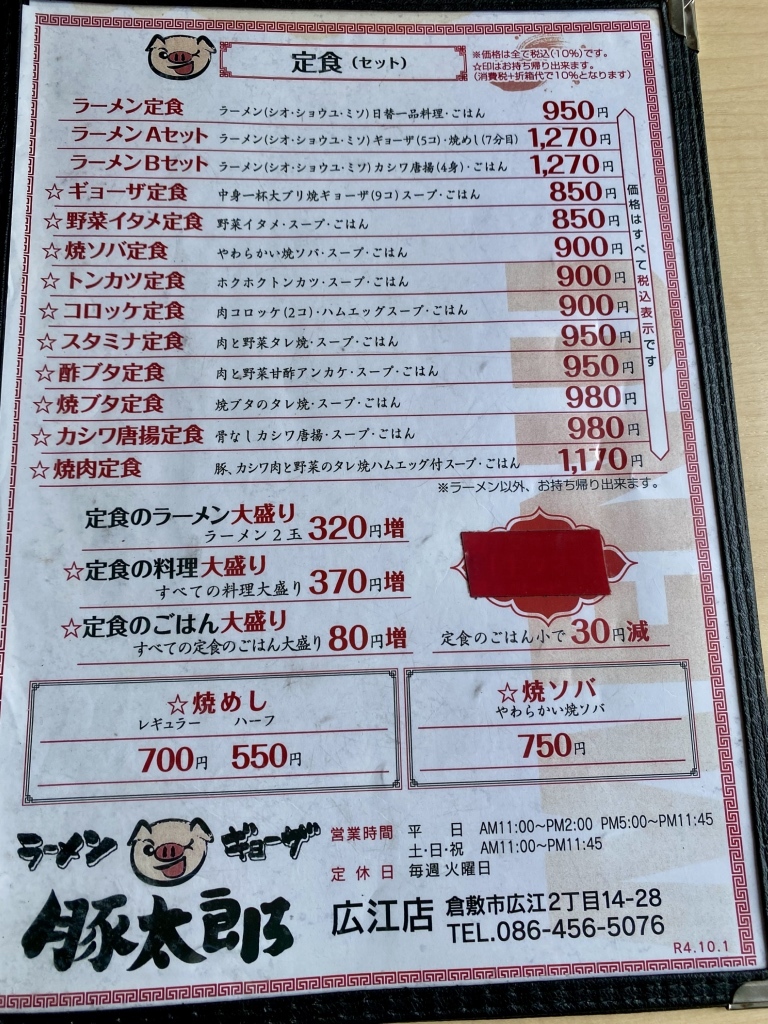 定食(セット)
※価格は全て税込(10%)です。
☆印はお持ち帰り出来ます。
(消費税+折箱代で10%となります)
ラーメン定食 ラーメン(シオ・ショウユ・ミソ)日替一品料理・ごはん 950円
ラーメンAセット ラーメン(シオ・ショウユ・ミソ)ギョーザ(5コ)・焼めし(7分目) 1,270円
ラーメンBセット ラーメン(シオ・ショウユ・ミソ)カシワ唐揚(4身)・ごはん 1,270円
☆ギョーザ定食 中身一杯大ブリ焼ギョーザ(9コ)スープ・ごはん 850円
☆野菜イタメ定食 野菜イタメ・スープ・ごはん 850円
☆焼ソバ定食 やわらかい焼ソバ・スープ・ごはん 900円
☆トンカツ定食 ホクホクトンカツ・スープ・ごはん 900円
☆コロッケ定食 肉コロッケ(2コ)・ハムエッグスープ・ごはん 900円
☆スタミナ定食 肉と野菜タレ焼・スープ・ごはん 950円
☆酢ブタ定食 肉と野菜甘酢アンカケ・スープ・ごはん 950円
☆焼ブタ定食 焼ブタのタレ焼・スープ・ごはん 980円
☆カシワ唐揚定食 骨なしカシワ唐揚・スープ・ごはん 980円
☆焼肉定食 豚、カシワ肉と野菜のタレ焼ハムエッグ付スープ・ごはん 1,170円
価格はすべて税込表示です
※ラーメン以外、お持ち帰り出来ます。
定食のラーメン大盛り
ラーメン2玉 320円増
☆定食の料理大盛り
すべての料理大盛り 370円増
☆定食のごはん大盛り
すべての定食のごはん大盛り 80円増
定食のごはん小で 30円減
☆焼めし
レギュラー ハーフ
700円 550円
☆焼ソバ
やわらかい焼ソバ
750円
ラーメン ギョーザ
豚太郎
営業時間 平日 AM11:00〜PM2:00 PM5:00〜PM11:45
土・日・祝 AM11:00〜PM11:45
定休日 毎週火曜日
広江店 倉敷市広江2丁目14-28
TEL.086-456-5076
R4.10.1